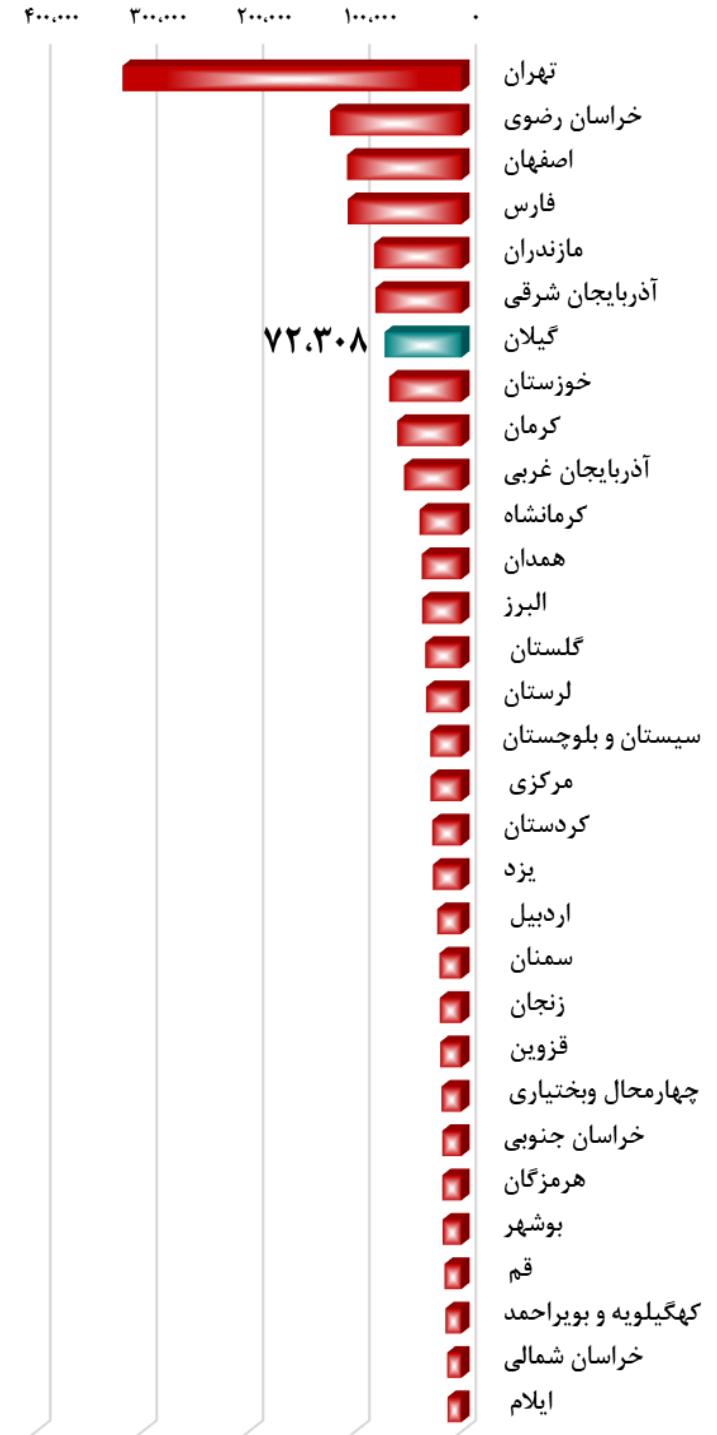 ۴۰۰،۰۰۰ ۳۰۰،۰۰۰ ۲۰۰،۰۰۰ ۱۰۰،۰۰۰ ۰
تهران
خراسان رضوی
اصفهان
فارس
مازندران
آذربایجان شرقی
گیلان
۷۲،۳۰۸
خوزستان
کرمان
آذربایجان غربی
کرمانشاه
همدان
البرز
گلستان
لرستان
سیستان و بلوچستان
مرکزی
کردستان
یزد
اردبیل
سمنان
زنجان
قزوین
چهارمحال وبختیاری
خراسان جنوبی
هرمزگان
بوشهر
قم
کهگیلویه و بویراحمد
خراسان شمالی
ایلام